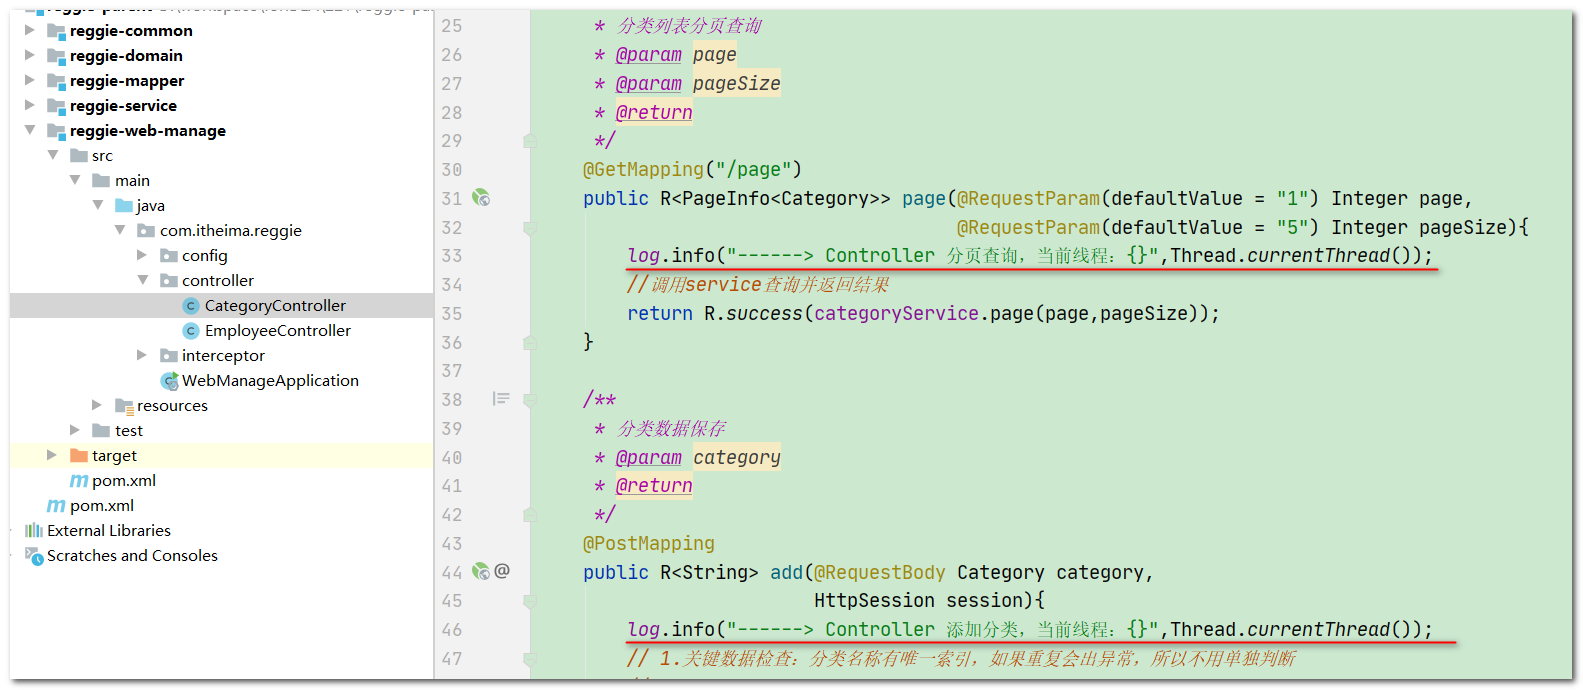 reggie-common
reggie-domain
reggie-mapper
reggie-service
reggie-web-manage
src
main
java
com.itheima.reggie
config
controller
CategoryController
EmployeeController
interceptor
WebManageApplication
resources
test
target
pom.xml
pom.xml
External Libraries
Scratches and Consoles
25 * 分类列表分页查询
26 * @param page
27 * @param pageSize
28 * @return
29 */
30 @GetMapping("/page")
31 public R<PageInfo<Category>> page(@RequestParam(defaultValue = "1") Integer page,
32 @RequestParam(defaultValue = "5") Integer pageSize){
33 log.info("------> Controller 分页查询，当前线程：{}",Thread.currentThread());
34 //调用service查询并返回结果
35 return R.success(categoryService.page(page,pageSize));
36 }
37
38 /**
39 * 分类数据保存
40 * @param category
41 * @return
42 */
43 @PostMapping
44 @ public R<String> add(@RequestBody Category category,
45 HttpSession session){
46 log.info("------> Controller 添加分类，当前线程：{}",Thread.currentThread());
47 // 1.关键数据检查：分类名称有唯一索引，如果重复会出异常，所以不用单独判断